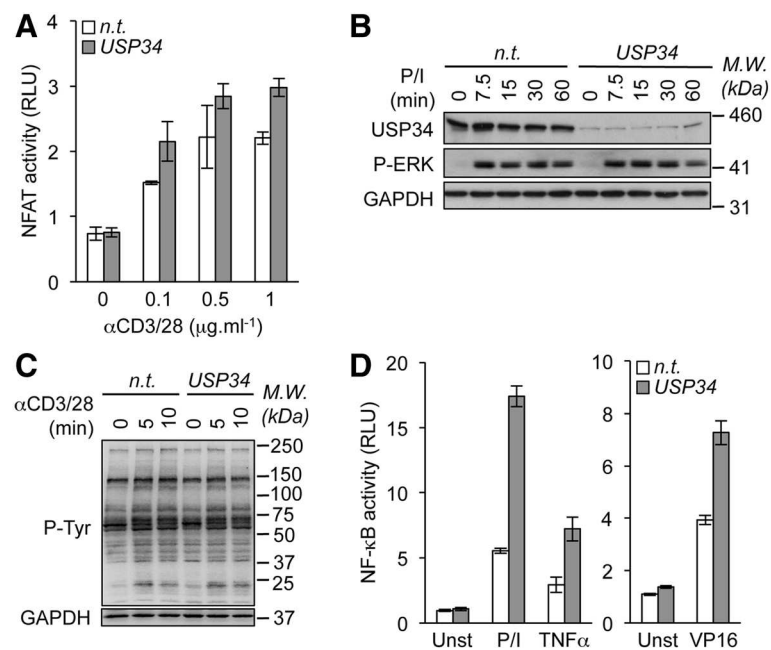 A
n.t.
USP34
NFAT activity (RLU)
4
3
2
1
0
0 0.1 0.5 1
αCD3/28 (μg.ml-1)
B
n.t. USP34 M.W.
P/I 0 7.5 15 30 60 0 7.5 15 30 60 (kDa)
(min)
USP34 460
P-ERK 41
GAPDH 31
C
n.t. USP34 M.W.
αCD3/28 0 5 10 0 5 10 (kDa)
(min)
250
150
100
75
P-Tyr
50
37
25
GAPDH 37
D
NF-κB activity (RLU)
20
15
10
5
0
Unst P/I TNFα
n.t.
USP34
10
8
6
4
2
0
Unst VP16